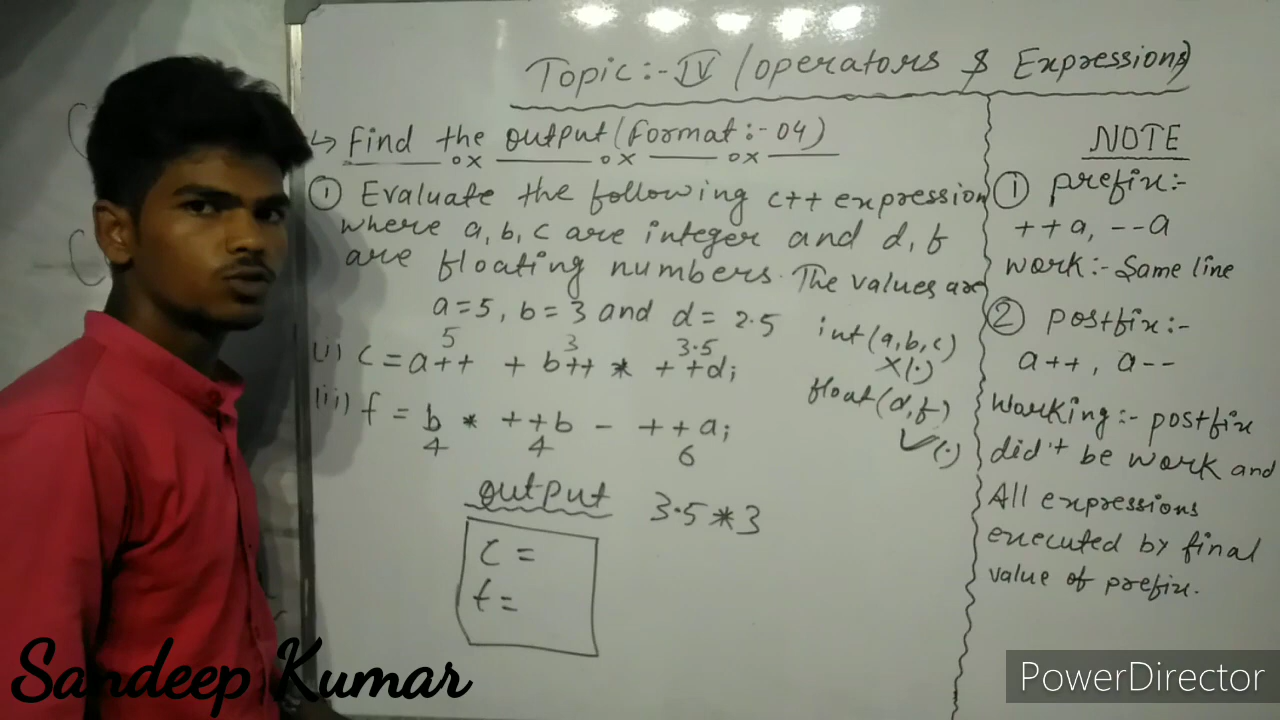 Topic:- IV (operators & Expressions)
↳ Find the output (Format:- 04)
① Evaluate the following c++ expression
where a, b, c are integer and d, f
are floating numbers. The values are
a=5, b=3 and d= 2.5
5 3 3.5
(i) c = a++ + b++ * ++d;
(ii) f = b * ++b - ++a;
4 4 6
int(a,b,c)
X(.)
float(d,f)
✓(.)
output
3.5*3
c =
f =
NOTE
① prefix:-
++a, --a
work:- Same line
② postfix:-
a++, a--
Working:- postfix
did't be work and
All expressions
executed by final
value of prefix.
Sandeep Kumar
PowerDirector